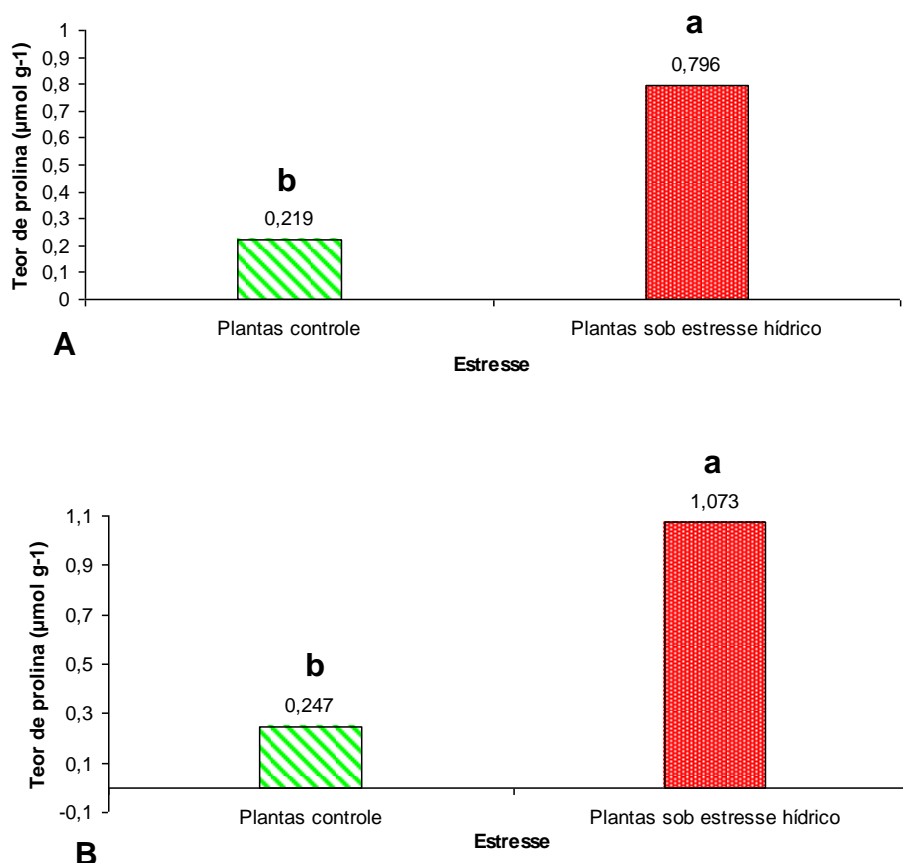 Teor de prolina (µmol g-1)
1
0,9
0,8
0,7
0,6
0,5
0,4
0,3
0,2
0,1
0
b
0,219
a
0,796
Plantas controle
Plantas sob estresse hídrico
A
Estresse
Teor de prolina (µmol g-1)
1,1
0,9
0,7
0,5
0,3
0,1
-0,1
b
0,247
a
1,073
Plantas controle
Plantas sob estresse hídrico
B
Estresse